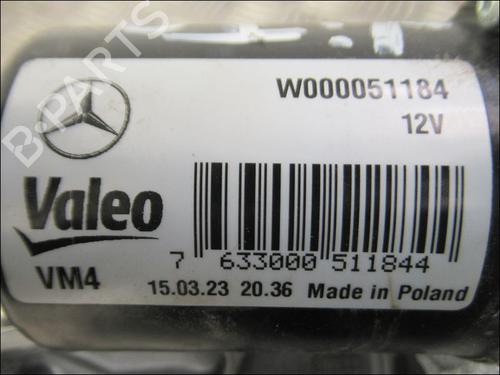 W000051184
12V
B-PARTS
Valeo
7 633000 511844
VM4
15.03.23 20.36 Made in Poland